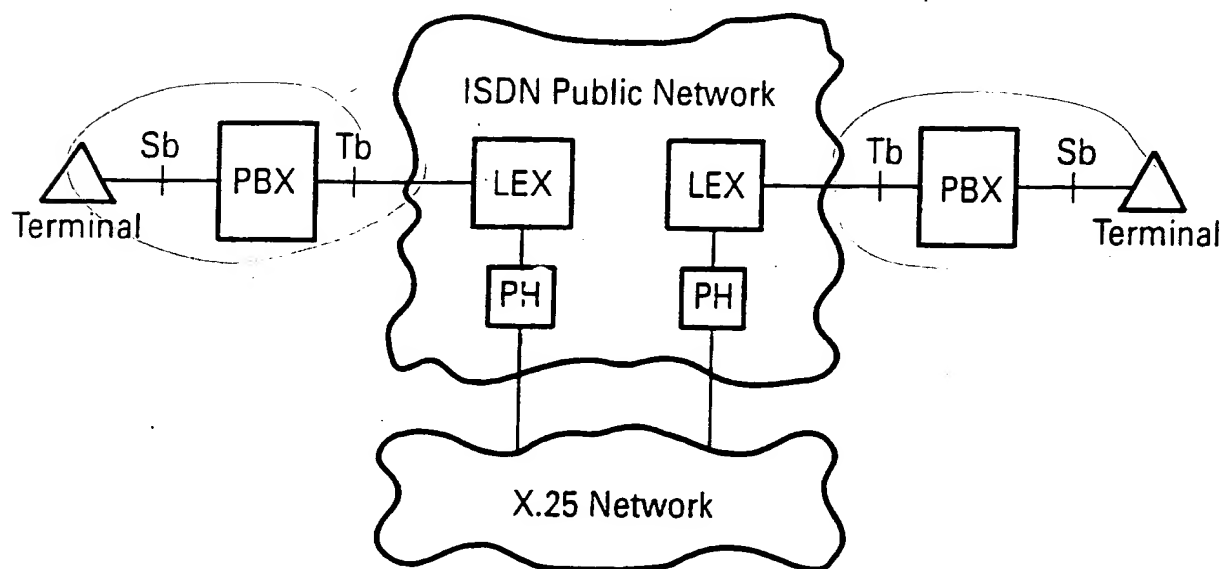 ISDN Public Network
Sb
Tb
Tb
Sb
PBX
LEX
LEX
PBX
Terminal
Terminal
PH
PH
X.25 Network